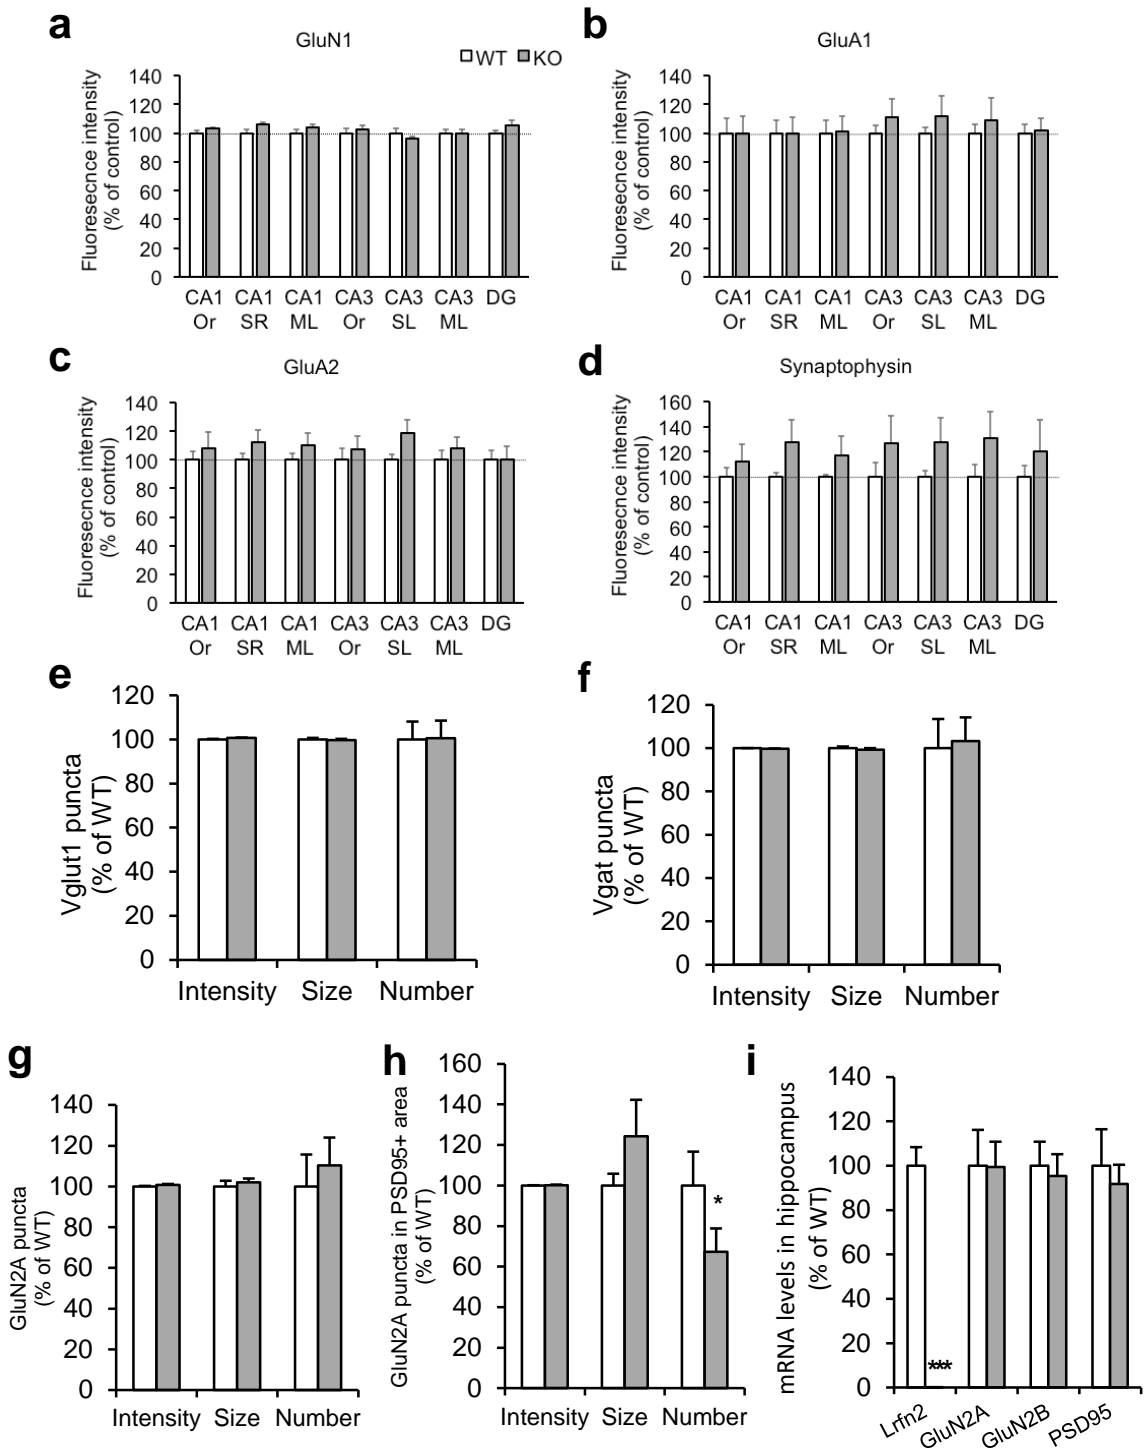 a
GluN1
WT KO
Fluoresecnce intensity
(% of control)
140
120
100
80
60
40
20
0
CA1 CA1 CA1 CA3 CA3 CA3 DG
Or SR ML Or SL ML
b
GluA1
Fluoresecnce intensity
(% of control)
140
120
100
80
60
40
20
0
CA1 CA1 CA1 CA3 CA3 CA3 DG
Or SR ML Or SL ML
c
GluA2
Fluoresecnce intensity
(% of control)
140
120
100
80
60
40
20
0
CA1 CA1 CA1 CA3 CA3 CA3 DG
Or SR ML Or SL ML
d
Synaptophysin
Fluoresecnce intensity
(% of control)
160
140
120
100
80
60
40
20
0
CA1 CA1 CA1 CA3 CA3 CA3 DG
Or SR ML Or SL ML
e
Vglut1 puncta
(% of WT)
120
100
80
60
40
20
0
Intensity Size Number
f
Vgat puncta
(% of WT)
120
100
80
60
40
20
0
Intensity Size Number
g
GluN2A puncta
(% of WT)
140
120
100
80
60
40
20
0
Intensity Size Number
h
GluN2A puncta in PSD95+ area
(% of WT)
160
140
120
100
80
60
40
20
0
*
Intensity Size Number
i
mRNA levels in hippocampus
(% of WT)
140
120
100
80
60
40
20
0
***
Lrfn2 GluN2A GluN2B PSD95